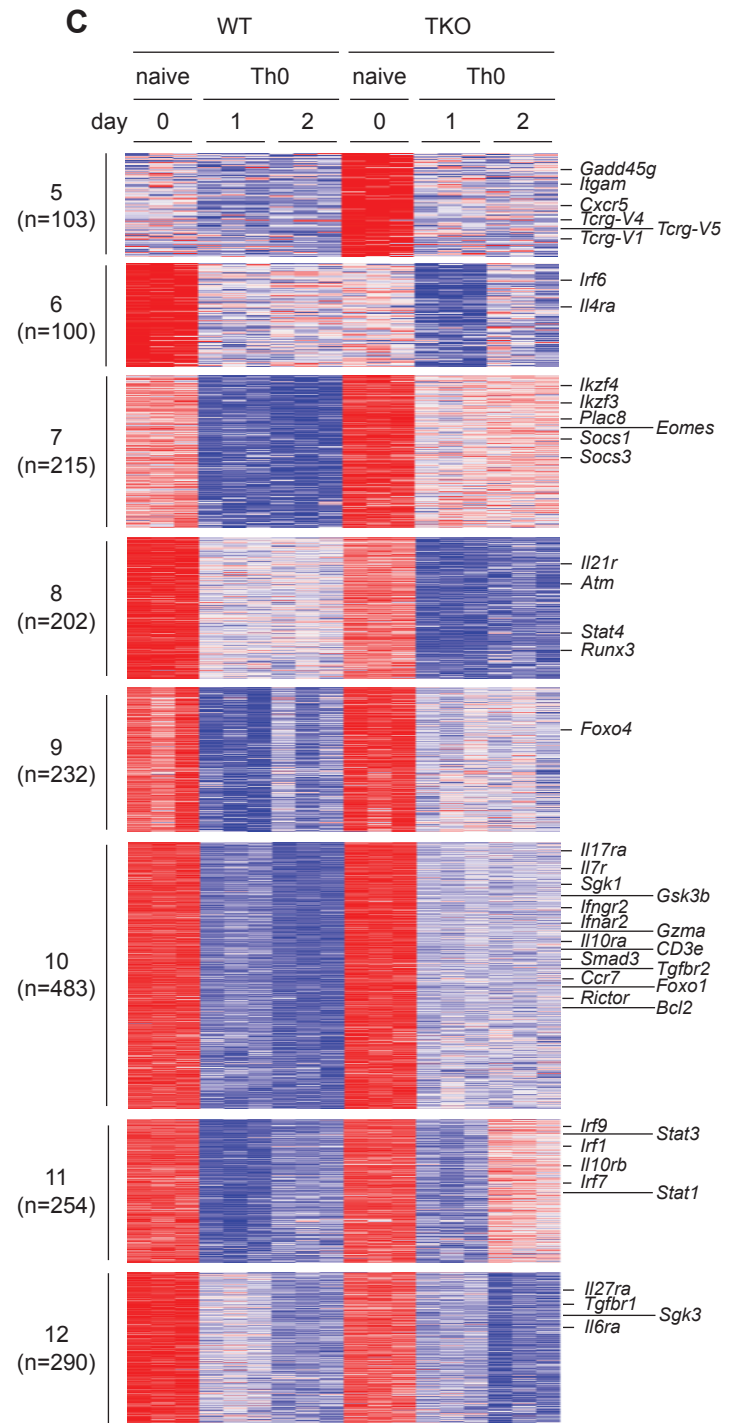 C
WT TKO
naive Th0 naive Th0
day 0 1 2 0 1 2
5
(n=103)
Gadd45g
Itgam
Cxcr5
Tcrg-V4
Tcrg-V5
Tcrg-V1
6
(n=100)
Irf6
Il4ra
7
(n=215)
Ikzf4
Ikzf3
Plac8
Eomes
Socs1
Socs3
8
(n=202)
Il21r
Atm
Stat4
Runx3
9
(n=232)
Foxo4
10
(n=483)
Il17ra
Il7r
Sgk1
Gsk3b
Ifngr2
Ifnar2
Gzma
Il10ra
CD3e
Smad3
Tgfbr2
Ccr7
Foxo1
Rictor
Bcl2
11
(n=254)
Irf9
Stat3
Irf1
Il10rb
Irf7
Stat1
12
(n=290)
Il27ra
Tgfbr1
Sgk3
Il6ra